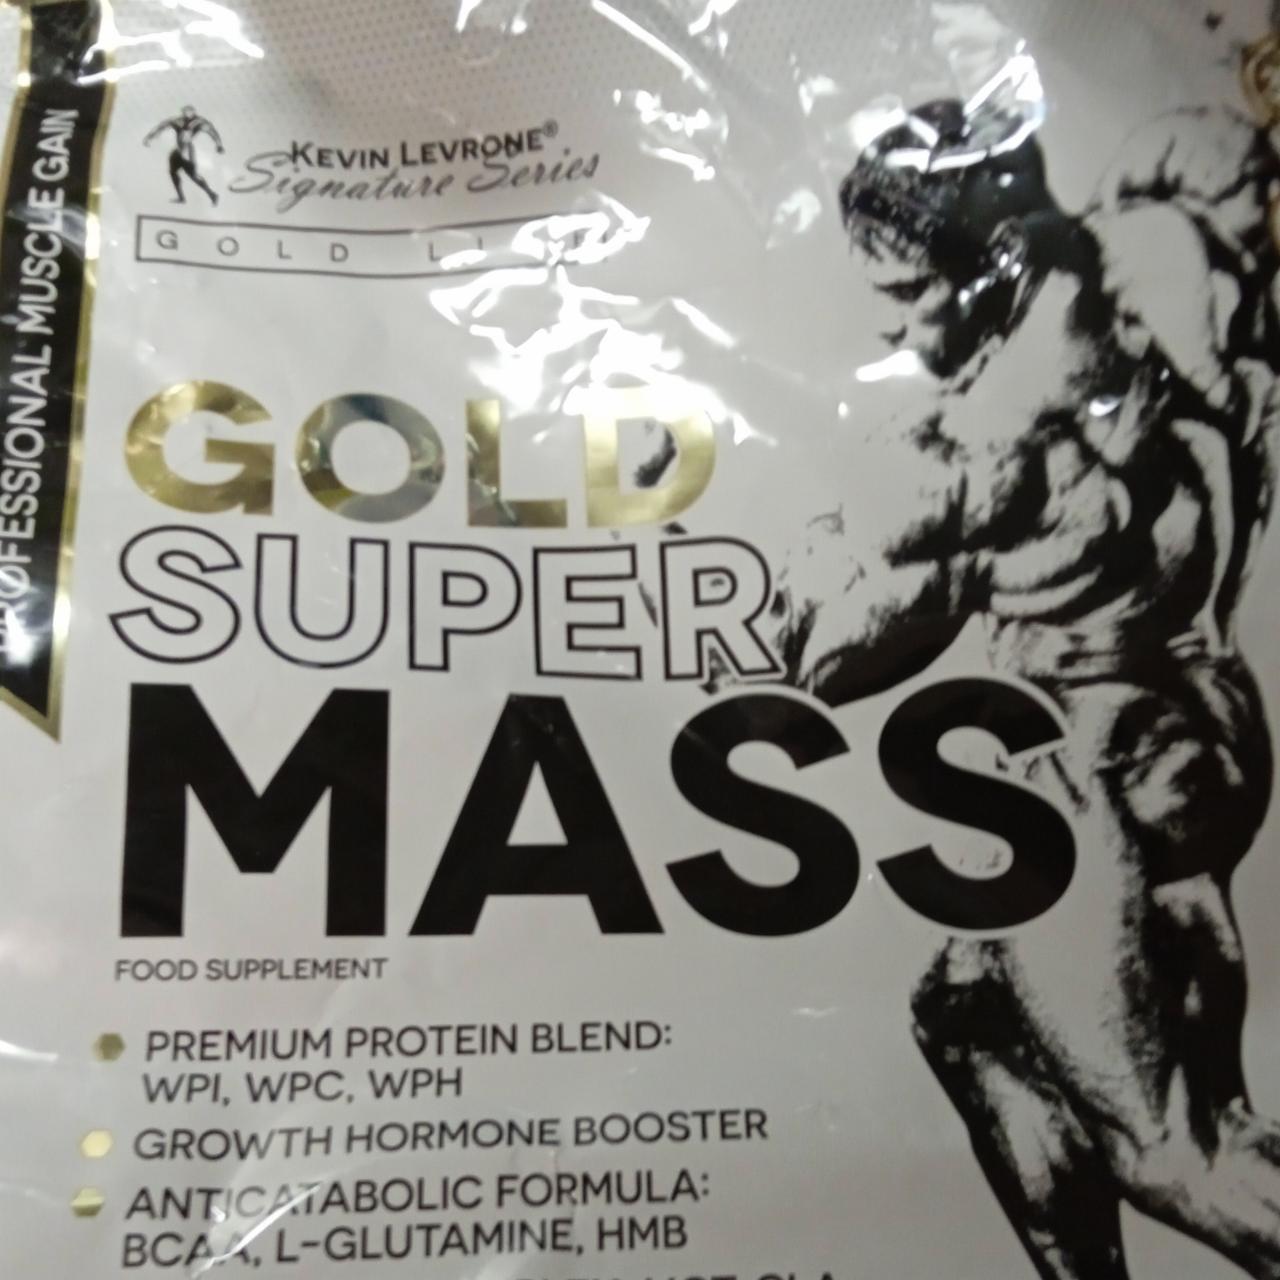 PROFESSIONAL MUSCLE GAIN
KEVIN LEVRONE®
Signature Series
GOLD LINE
GOLD
SUPER
MASS
FOOD SUPPLEMENT
PREMIUM PROTEIN BLEND:
WPI, WPC, WPH
GROWTH HORMONE BOOSTER
ANTICATABOLIC FORMULA:
BCAA, L-GLUTAMINE, HMB